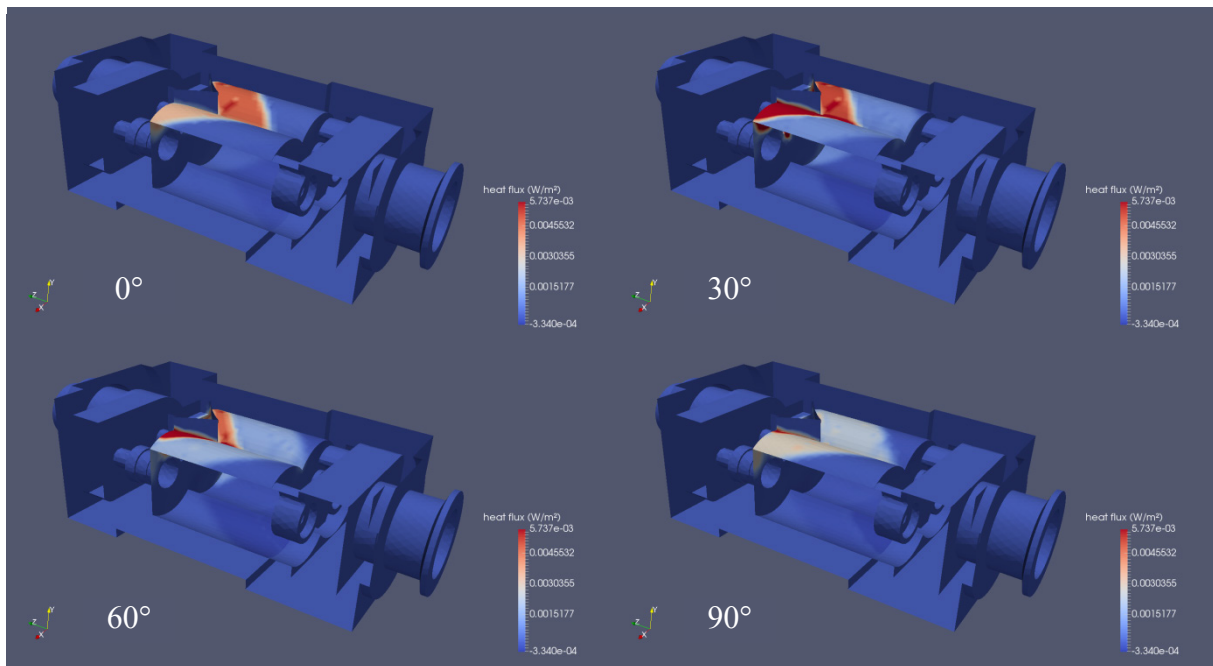 heat flux (W/m²)
5.737e-03
0.0045532
0.0030355
0.0015177
-3.340e-04
Y
Z
X
0°
heat flux (W/m²)
5.737e-03
0.0045532
0.0030355
0.0015177
-3.340e-04
Y
Z
X
30°
heat flux (W/m²)
5.737e-03
0.0045532
0.0030355
0.0015177
-3.340e-04
Y
Z
X
60°
heat flux (W/m²)
5.737e-03
0.0045532
0.0030355
0.0015177
-3.340e-04
Y
Z
X
90°